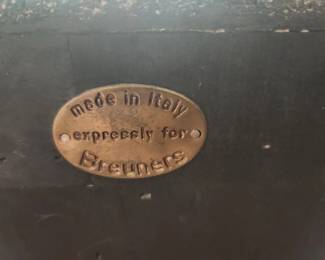 made in Italy
expressly for
Breuners